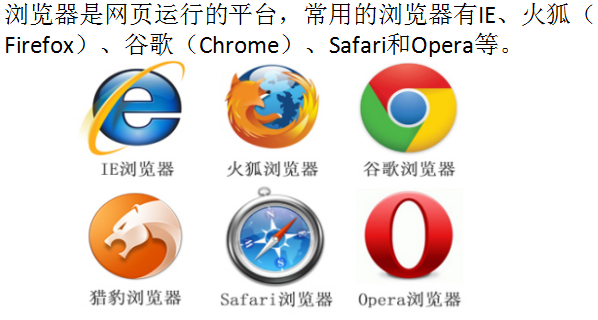 浏览器是网页运行的平台，常用的浏览器有IE、火狐（
Firefox）、谷歌（Chrome）、Safari和Opera等。
IE浏览器
火狐浏览器
谷歌浏览器
猎豹浏览器
Safari浏览器
Opera浏览器